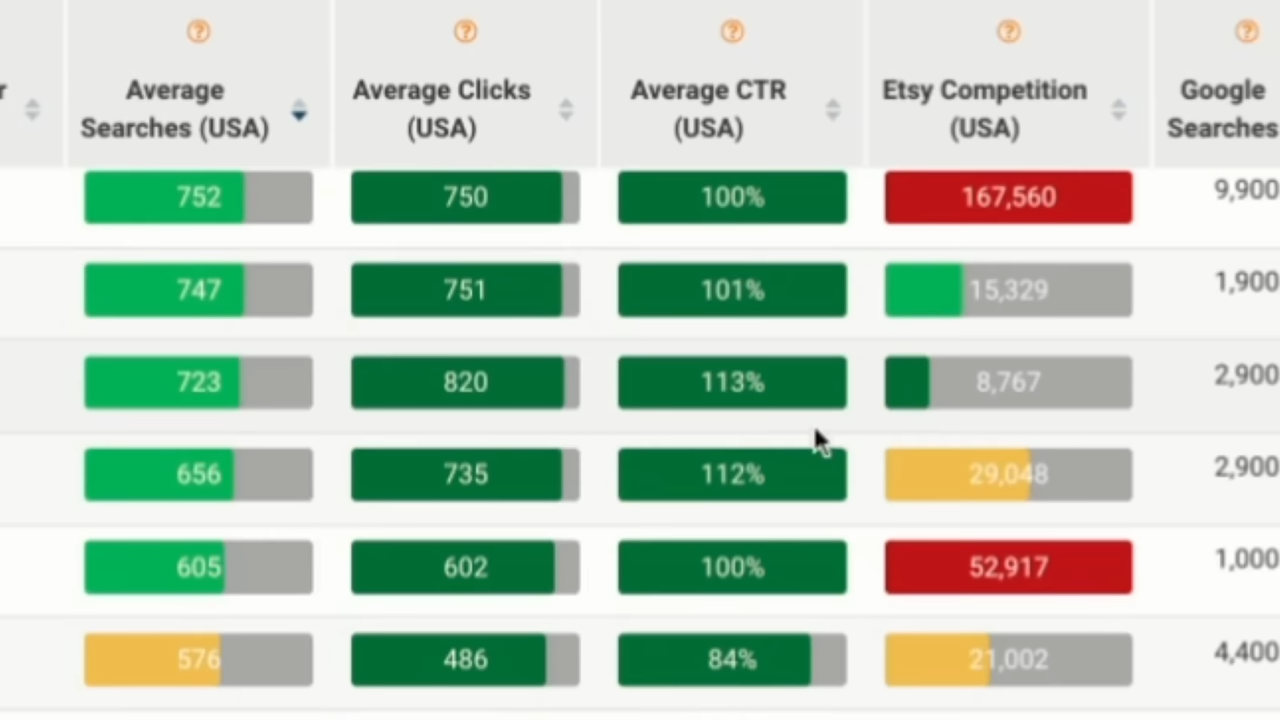 r
Average Searches (USA)
Average Clicks (USA)
Average CTR (USA)
Etsy Competition (USA)
Google Searches
752 750 100% 167,560 9,900
747 751 101% 15,329 1,900
723 820 113% 8,767 2,900
656 735 112% 29,048 2,900
605 602 100% 52,917 1,000
576 486 84% 21,002 4,400